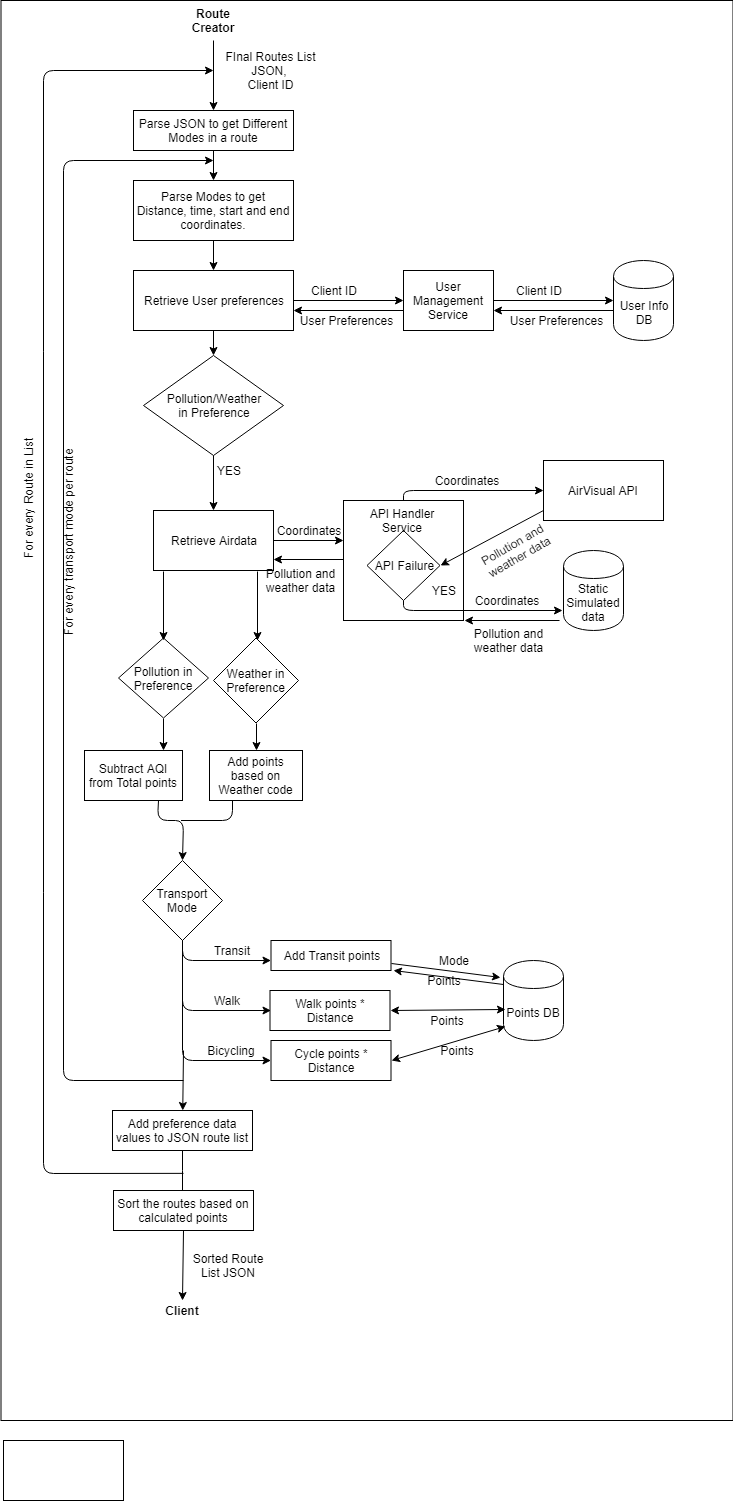 Route
Creator
FInal Routes List
JSON,
Client ID
Parse JSON to get Different
Modes in a route
Parse Modes to get
Distance, time, start and end
coordinates.
Retrieve User preferences
Client ID
User Preferences
User
Management
Service
Client ID
User Preferences
User Info
DB
Pollution/Weather
in Preference
YES
For every Route in List
For every transport mode per route
Retrieve Airdata
Coordinates
Pollution and
weather data
API Handler
Service
API Failure
YES
Coordinates
AirVisual API
Pollution and
weather data
Coordinates
Pollution and
weather data
Static
Simulated
data
Pollution in
Preference
Weather in
Preference
Subtract AQI
from Total points
Add points
based on
Weather code
Transport
Mode
Transit
Add Transit points
Mode
Points
Walk
Walk points *
Distance
Points
Points DB
Bicycling
Cycle points *
Distance
Points
Add preference data
values to JSON route list
Sort the routes based on
calculated points
Sorted Route
List JSON
Client